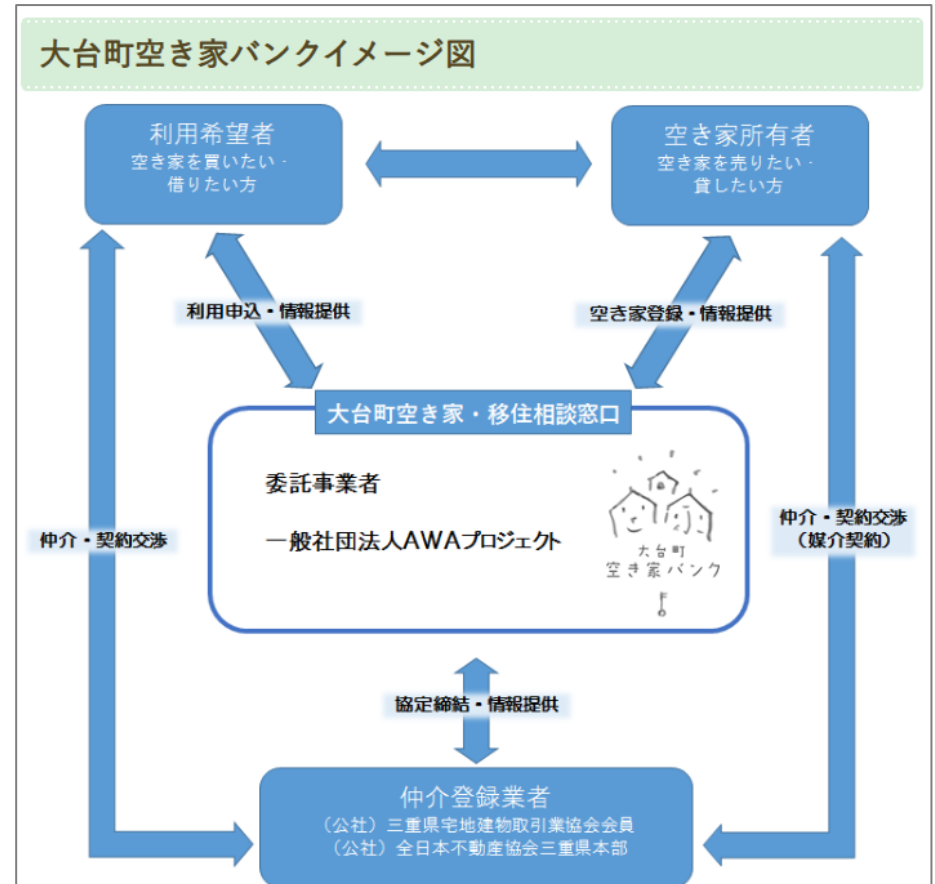 大台町空き家バンクイメージ図
利用希望者
空き家を買いたい・
借りたい方
空き家所有者
空き家を売りたい・
貸したい方
利用申込・情報提供
空き家登録・情報提供
大台町空き家・移住相談窓口
委託事業者
一般社団法人AWAプロジェクト
大台町
空き家バンク
仲介・契約交渉
仲介・契約交渉
（媒介契約）
協定締結・情報提供
仲介登録業者
（公社）三重県宅地建物取引業協会会員
（公社）全日本不動産協会三重県本部